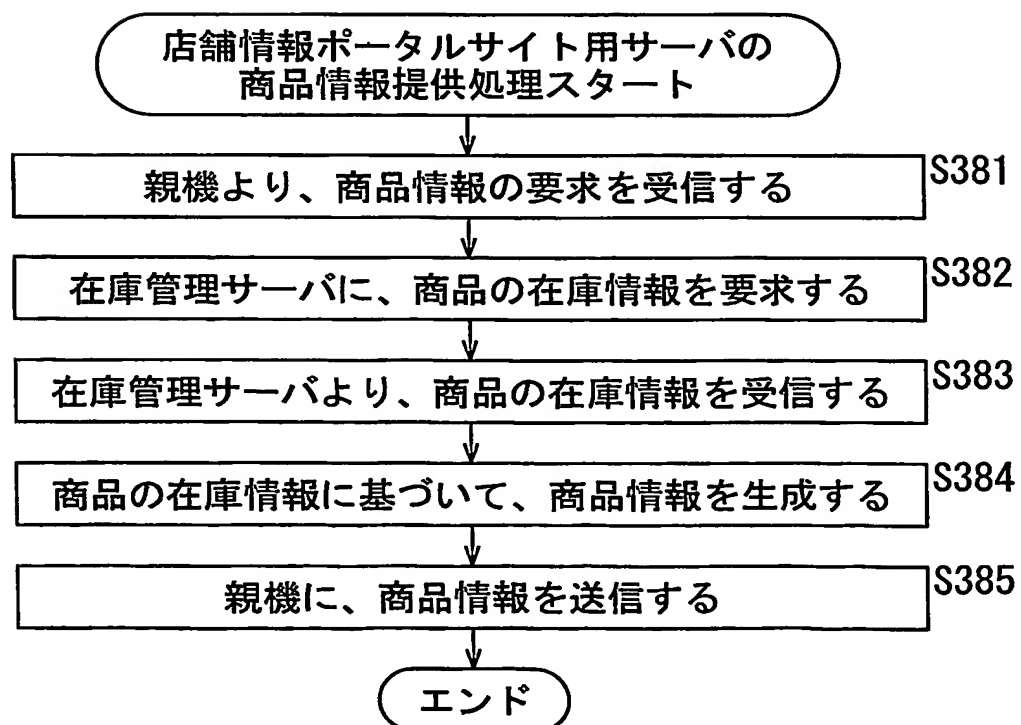 店舗情報ポータルサイト用サーバの
商品情報提供処理スタート
親機より、商品情報の要求を受信する
S381
在庫管理サーバに、商品の在庫情報を要求する
S382
在庫管理サーバより、商品の在庫情報を受信する
S383
商品の在庫情報に基づいて、商品情報を生成する
S384
親機に、商品情報を送信する
S385
エンド